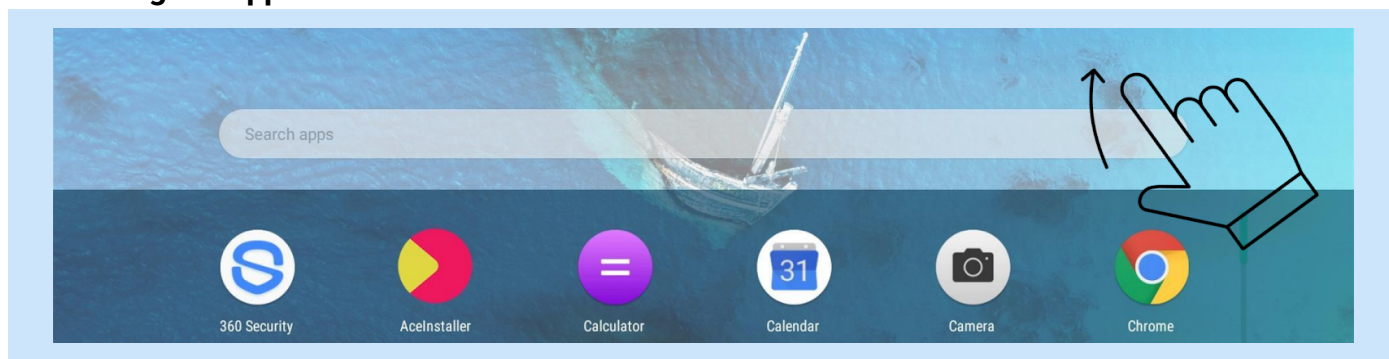 Search apps
31
360 Security
AceInstaller
Calculator
Calendar
Camera
Chrome